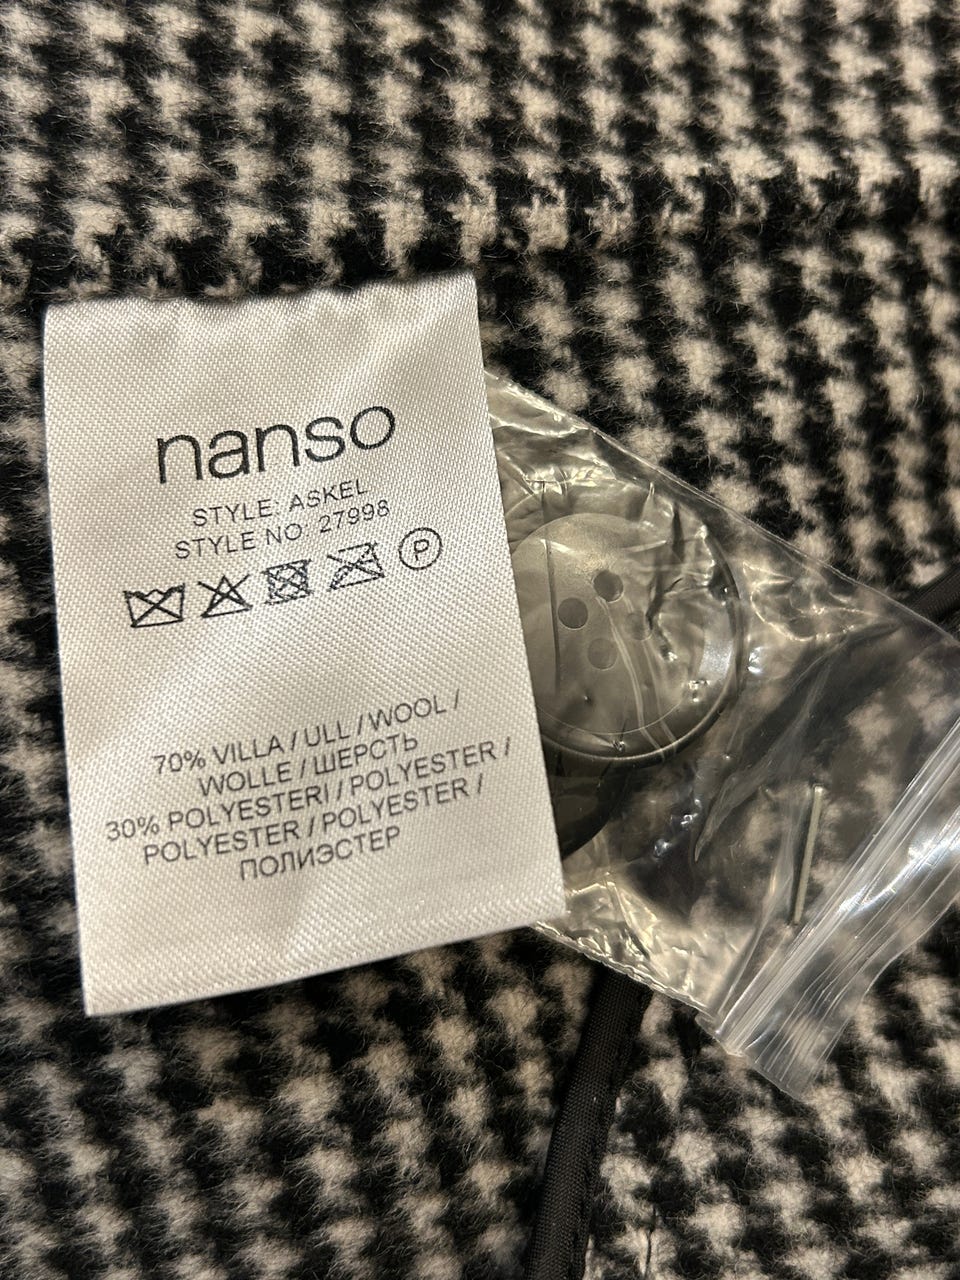 nanso
STYLE: ASKEL
STYLE NO: 27998
P
70% VILLA / ULL / WOOL /
WOLLE / ШЕРСТЬ
30% POLYESTERI / POLYESTER /
POLYESTER / POLYESTER /
ПОЛИЭСТЕР